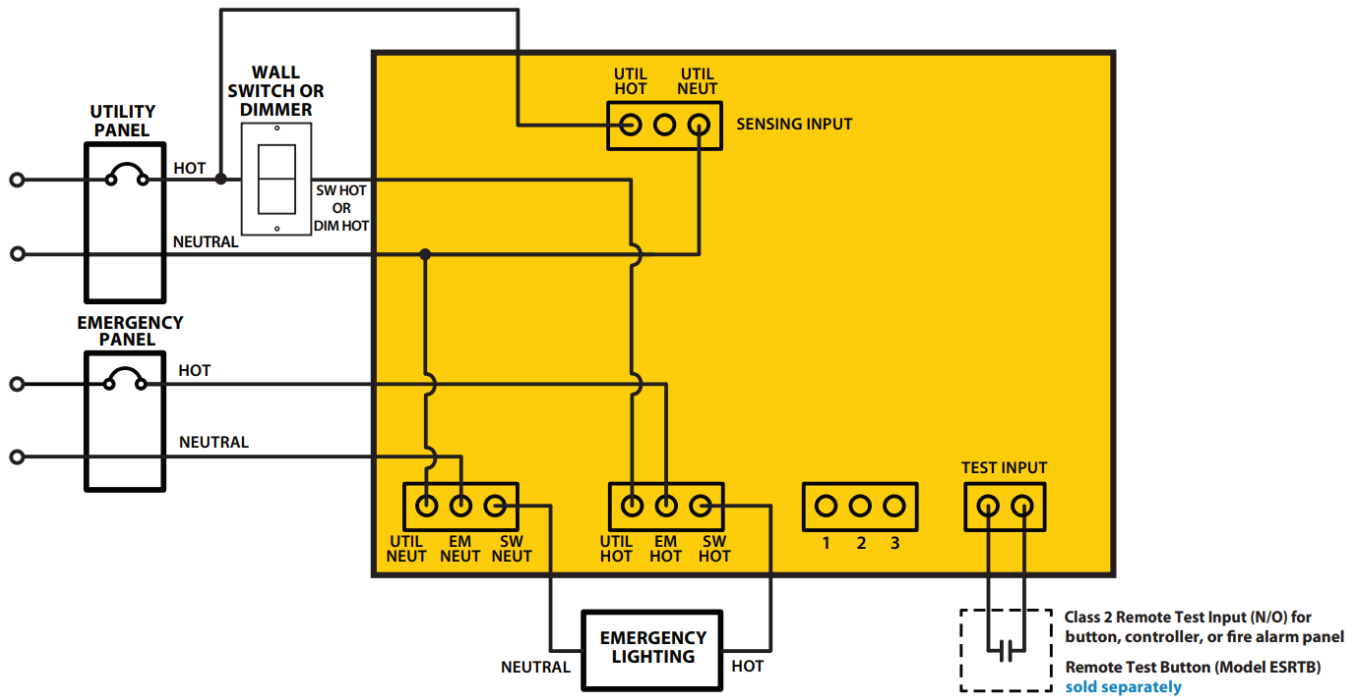 WALL
SWITCH OR
DIMMER
UTILITY
PANEL
HOT
SW HOT
OR
DIM HOT
NEUTRAL
UTIL
HOT
UTIL
NEUT
SENSING INPUT
EMERGENCY
PANEL
HOT
NEUTRAL
UTIL
NEUT
EM
NEUT
SW
NEUT
UTIL
HOT
EM
HOT
SW
HOT
1 2 3
TEST INPUT
NEUTRAL
EMERGENCY
LIGHTING
HOT
Class 2 Remote Test Input (N/O) for
button, controller, or fire alarm panel
Remote Test Button (Model ESRTB)
sold separately